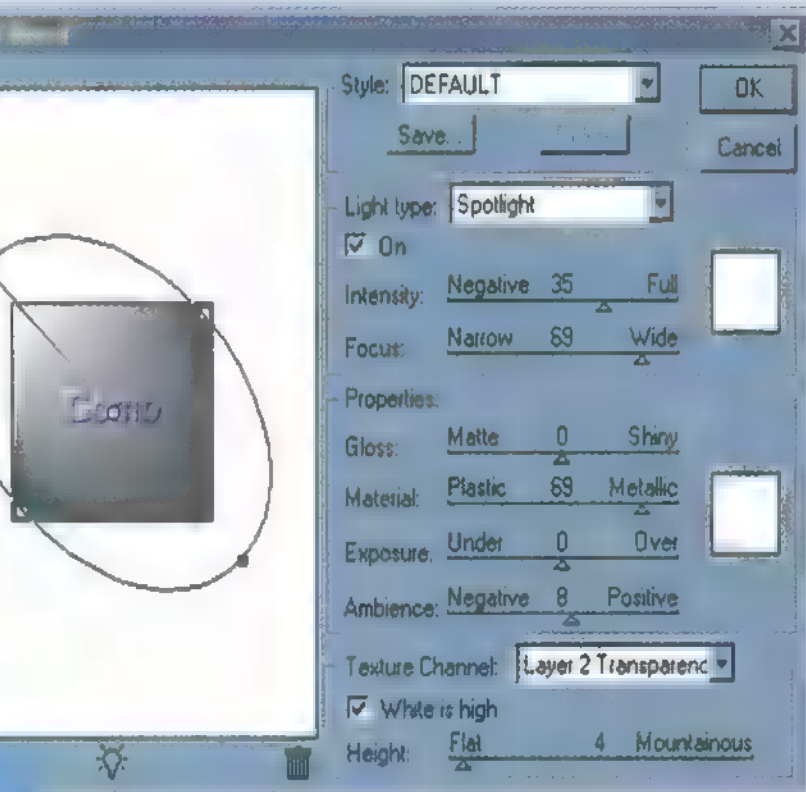 Style: DEFAULT
OK
Save...
Cancel
Light type: Spotlight
On
Intensity: Negative 35 Full
Focus: Narrow 69 Wide
Properties:
Gloss: Matte 0 Shiny
Material: Plastic 69 Metallic
Exposure: Under 0 Over
Ambience: Negative 8 Positive
Texture Channel: Layer 2 Transparenc
White is high
Height: Flat 4 Mountainous